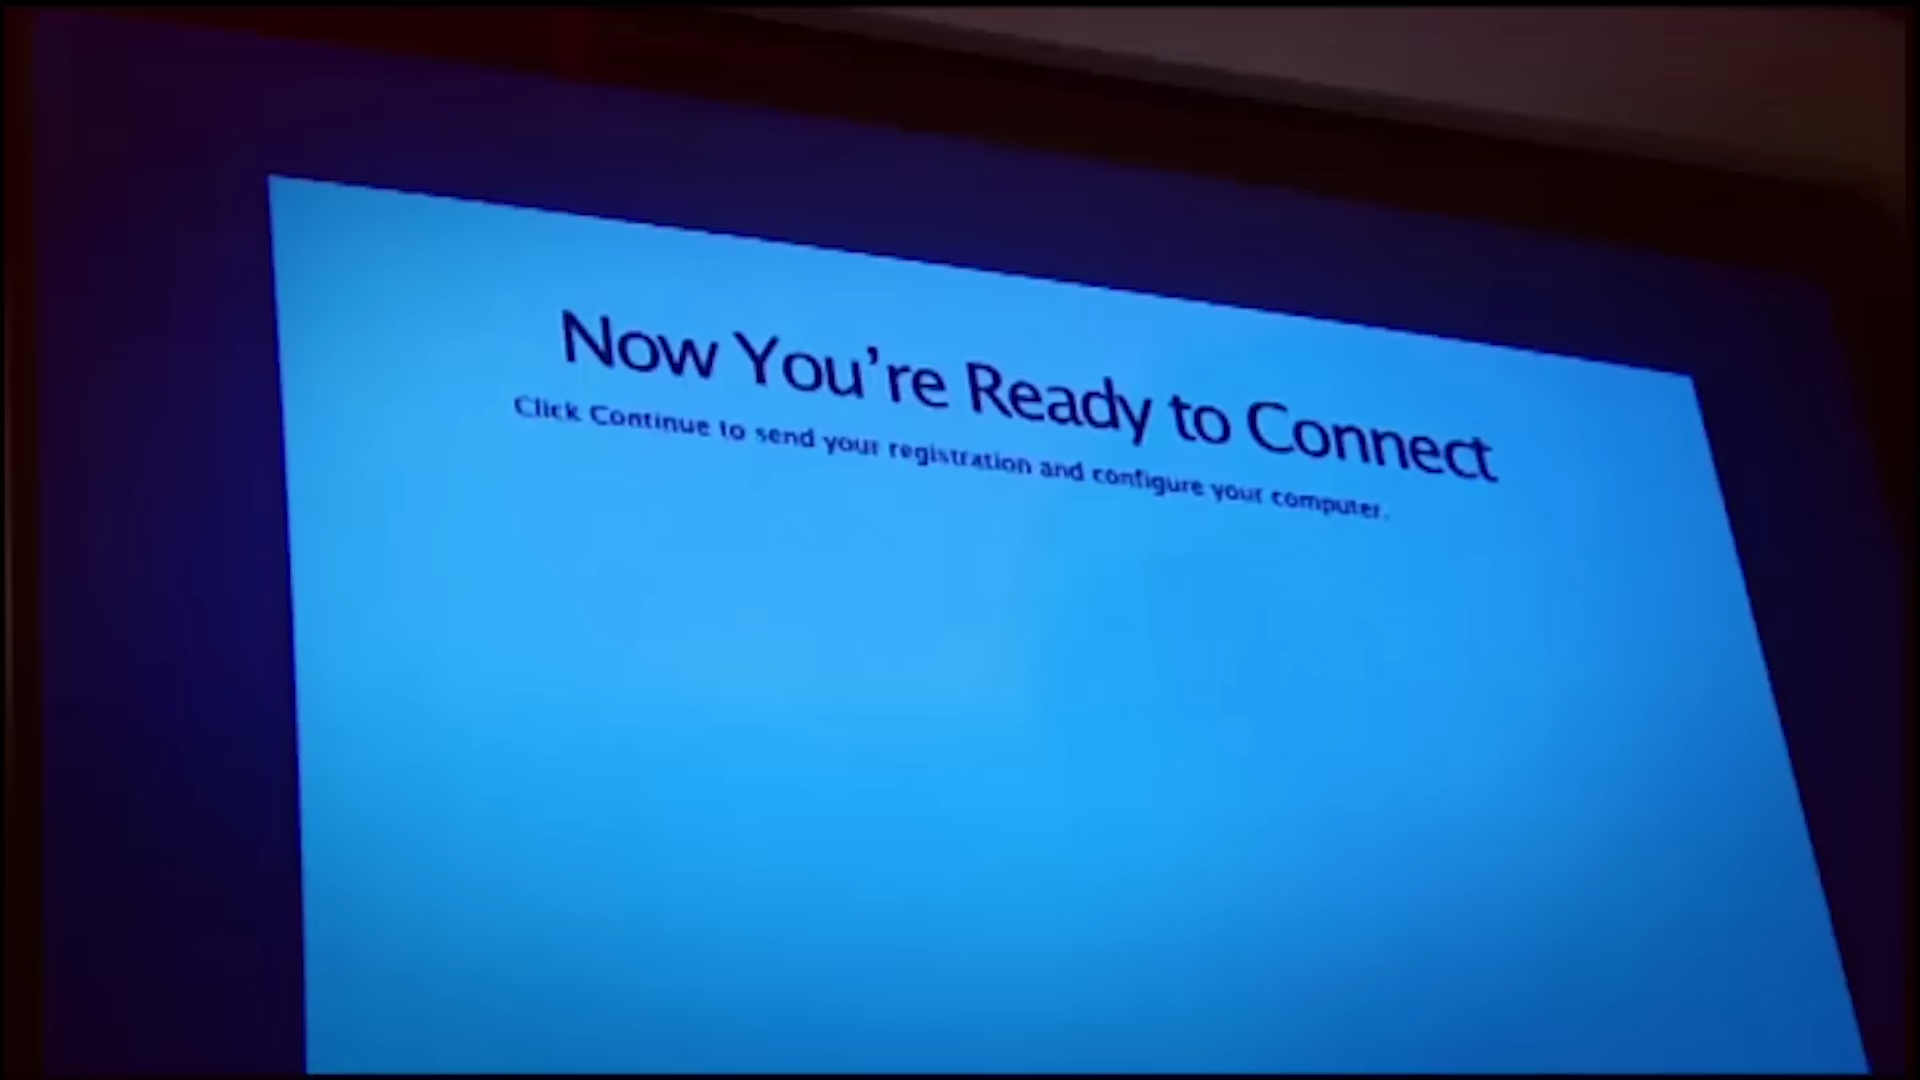 Now You’re Ready to Connect
Click Continue to send your registration and configure your computer.